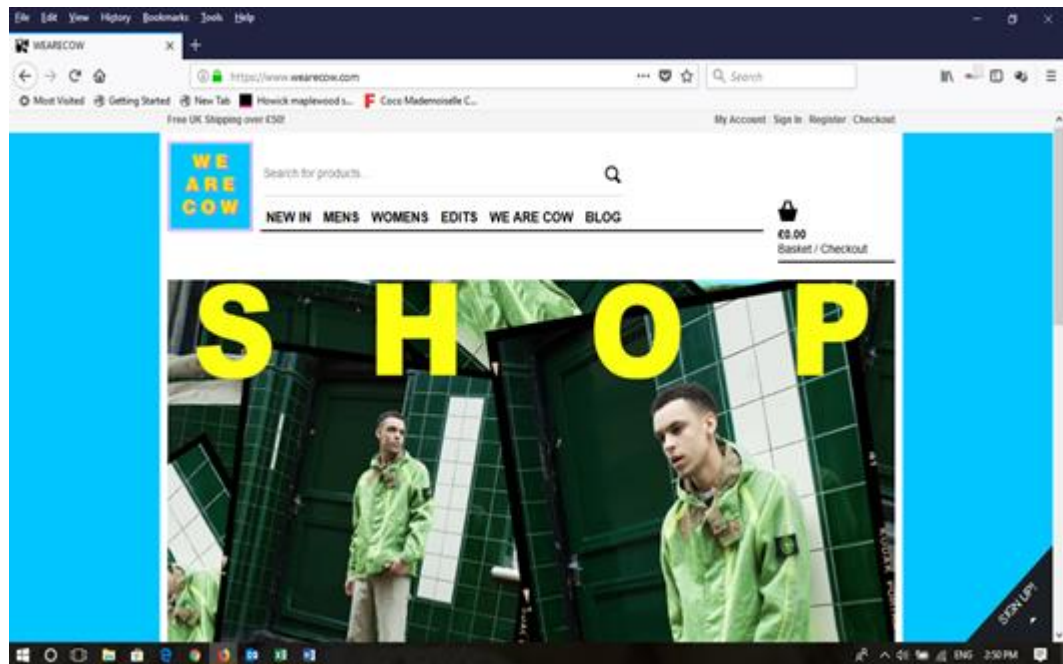 File Edit View History Bookmarks Tools Help
WEARECOW
https://www.wearecow.com
Search
Most Visited Getting Started New Tab Howick maplewood s... Coco Mademoiselle C...
Free UK Shipping over £50! My Account Sign In Register Checkout
WE
ARE
COW
Search for products...
NEW IN MENS WOMENS EDITS WE ARE COW BLOG
£0.00
Basket / Checkout
SHOP
SIGN UP!
ENG 3:50 PM